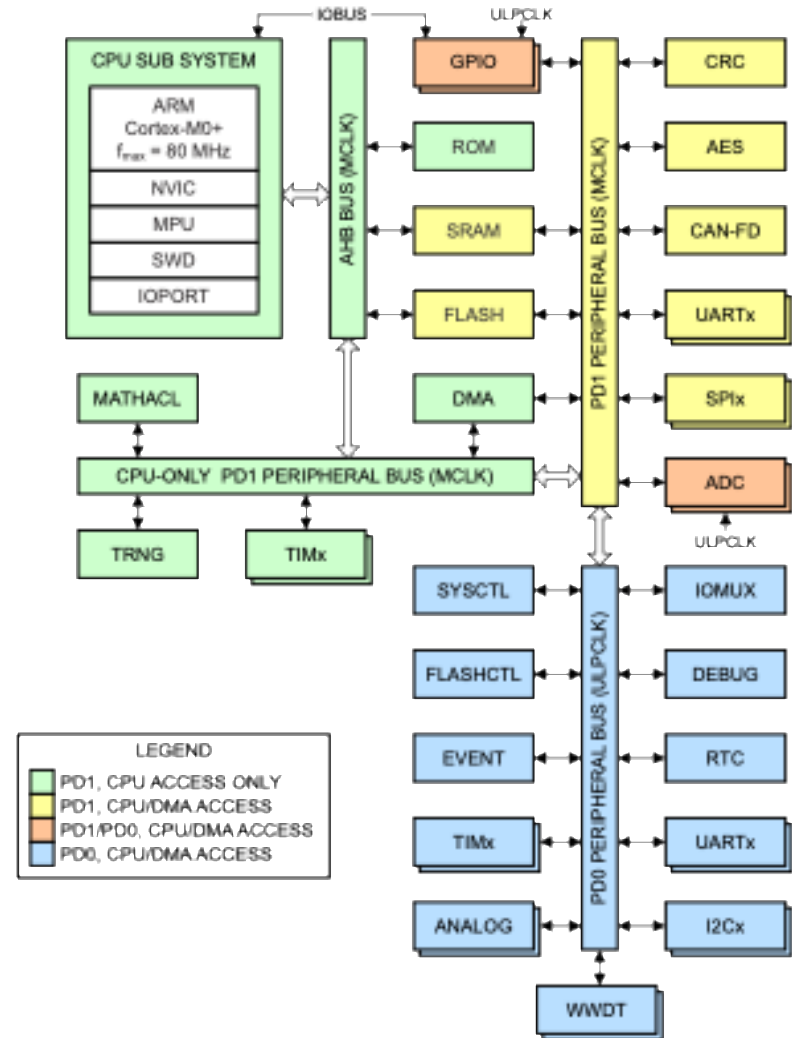 IOBUS
ULPCLK
CPU SUB SYSTEM
ARM
Cortex-M0+
fmax = 80 MHz
NVIC
MPU
SWD
IOPORT
AHB BUS (MCLK)
GPIO
ROM
SRAM
FLASH
PD1 PERIPHERAL BUS (MCLK)
CRC
AES
CAN-FD
UARTx
SPIx
MATHACL
DMA
CPU-ONLY PD1 PERIPHERAL BUS (MCLK)
ADC
ULPCLK
TRNG
TIMx
SYSCTL
IOMUX
FLASHCTL
DEBUG
EVENT
RTC
TIMx
UARTx
ANALOG
I2Cx
PD0 PERIPHERAL BUS (ULPCLK)
WWDT
LEGEND
PD1, CPU ACCESS ONLY
PD1, CPU/DMA ACCESS
PD1/PD0, CPU/DMA ACCESS
PD0, CPU/DMA ACCESS